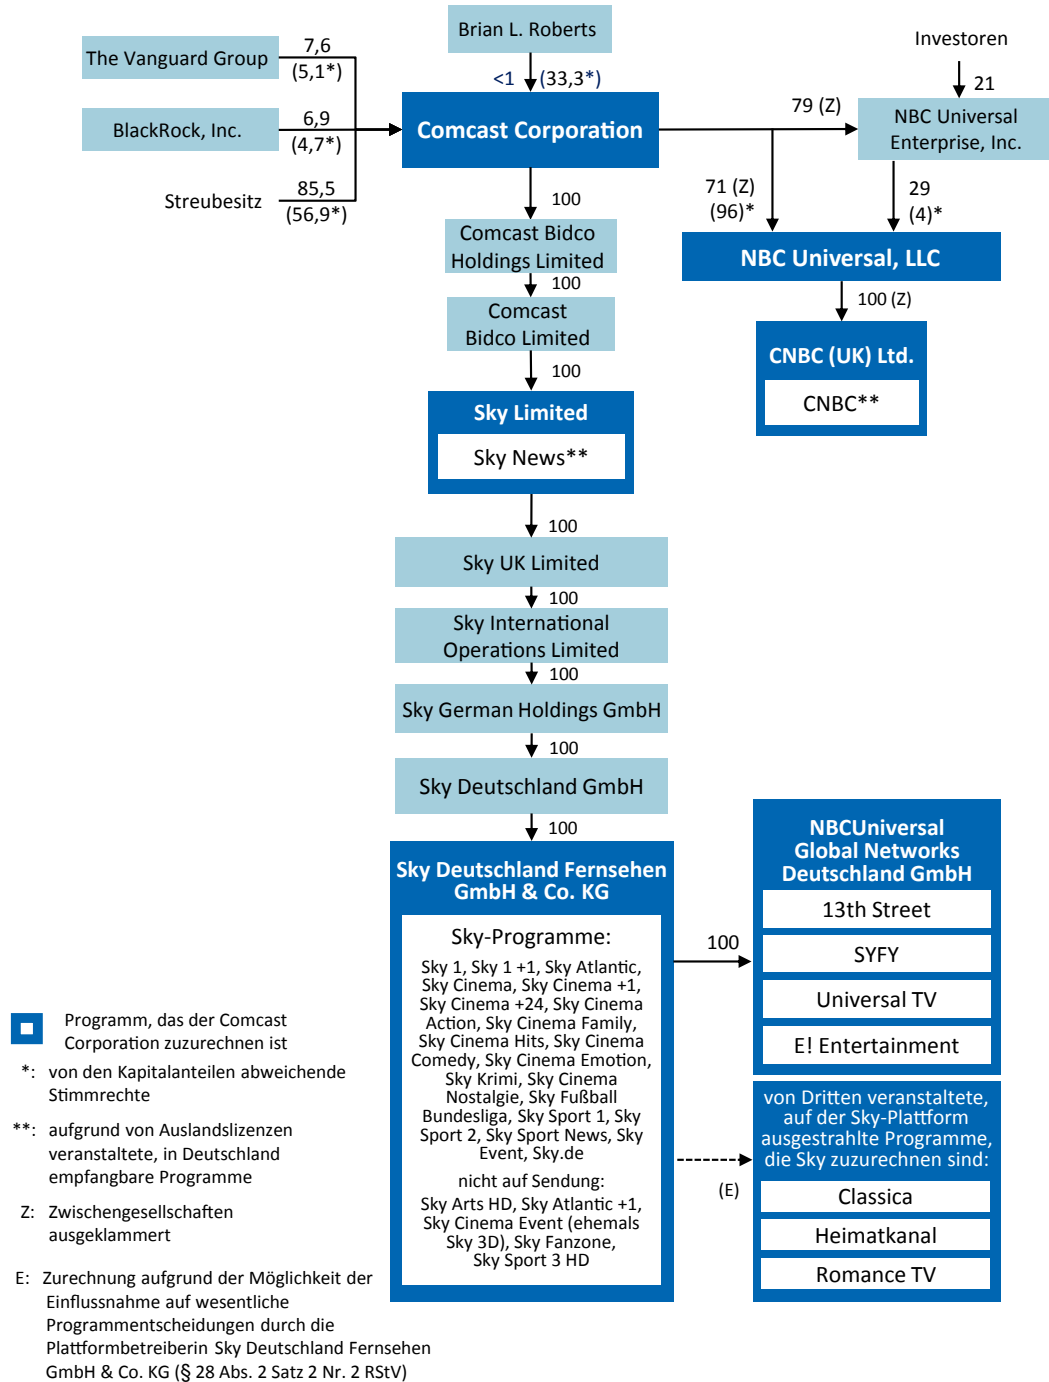 Brian L. Roberts
Investoren
The Vanguard Group
7,6
(5,1*)
<1
(33,3*)
21
BlackRock, Inc.
6,9
(4,7*)
Comcast Corporation
79 (Z)
NBC Universal
Enterprise, Inc.
Streubesitz
85,5
(56,9*)
100
71 (Z)
(96)*
29
(4)*
Comcast Bidco
Holdings Limited
NBC Universal, LLC
100
100 (Z)
Comcast
Bidco Limited
100
CNBC (UK) Ltd.
CNBC**
Sky Limited
Sky News**
100
Sky UK Limited
100
Sky International
Operations Limited
100
Sky German Holdings GmbH
100
Sky Deutschland GmbH
100
Sky Deutschland Fernsehen
GmbH & Co. KG
Sky-Programme:
Sky 1, Sky 1 +1, Sky Atlantic,
Sky Cinema, Sky Cinema +1,
Sky Cinema +24, Sky Cinema
Action, Sky Cinema Family,
Sky Cinema Hits, Sky Cinema
Comedy, Sky Cinema Emotion,
Sky Krimi, Sky Cinema
Nostalgie, Sky Fußball
Bundesliga, Sky Sport 1, Sky
Sport 2, Sky Sport News, Sky
Event, Sky.de
nicht auf Sendung:
Sky Arts HD, Sky Atlantic +1,
Sky Cinema Event (ehemals
Sky 3D), Sky Fanzone,
Sky Sport 3 HD
100
NBCUniversal
Global Networks
Deutschland GmbH
13th Street
SYFY
Universal TV
E! Entertainment
(E)
von Dritten veranstaltete,
auf der Sky-Plattform
ausgestrahlte Programme,
die Sky zuzurechnen sind:
Classica
Heimatkanal
Romance TV
Programm, das der Comcast
Corporation zuzurechnen ist
*: von den Kapitalanteilen abweichende
Stimmrechte
**: aufgrund von Auslandslizenzen
veranstaltete, in Deutschland
empfangbare Programme
Z: Zwischengesellschaften
ausgeklammert
E: Zurechnung aufgrund der Möglichkeit der
Einflussnahme auf wesentliche
Programmentscheidungen durch die
Plattformbetreiberin Sky Deutschland Fernsehen
GmbH & Co. KG (§ 28 Abs. 2 Satz 2 Nr. 2 RStV)